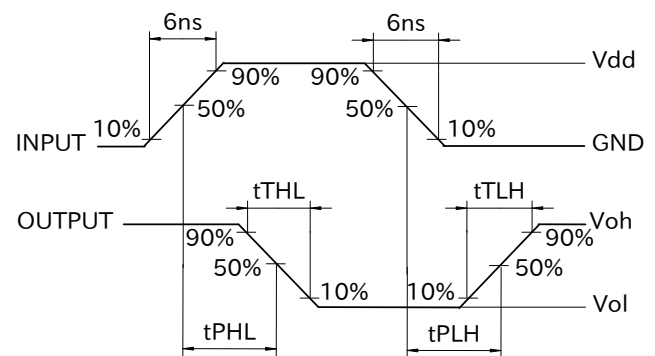 6ns 6ns
Vdd
90% 90%
50% 50%
10% 10%
INPUT GND
tTHL tTLH
OUTPUT Voh
90% 90%
50% 50%
10% 10%
Vol
tPHL tPLH